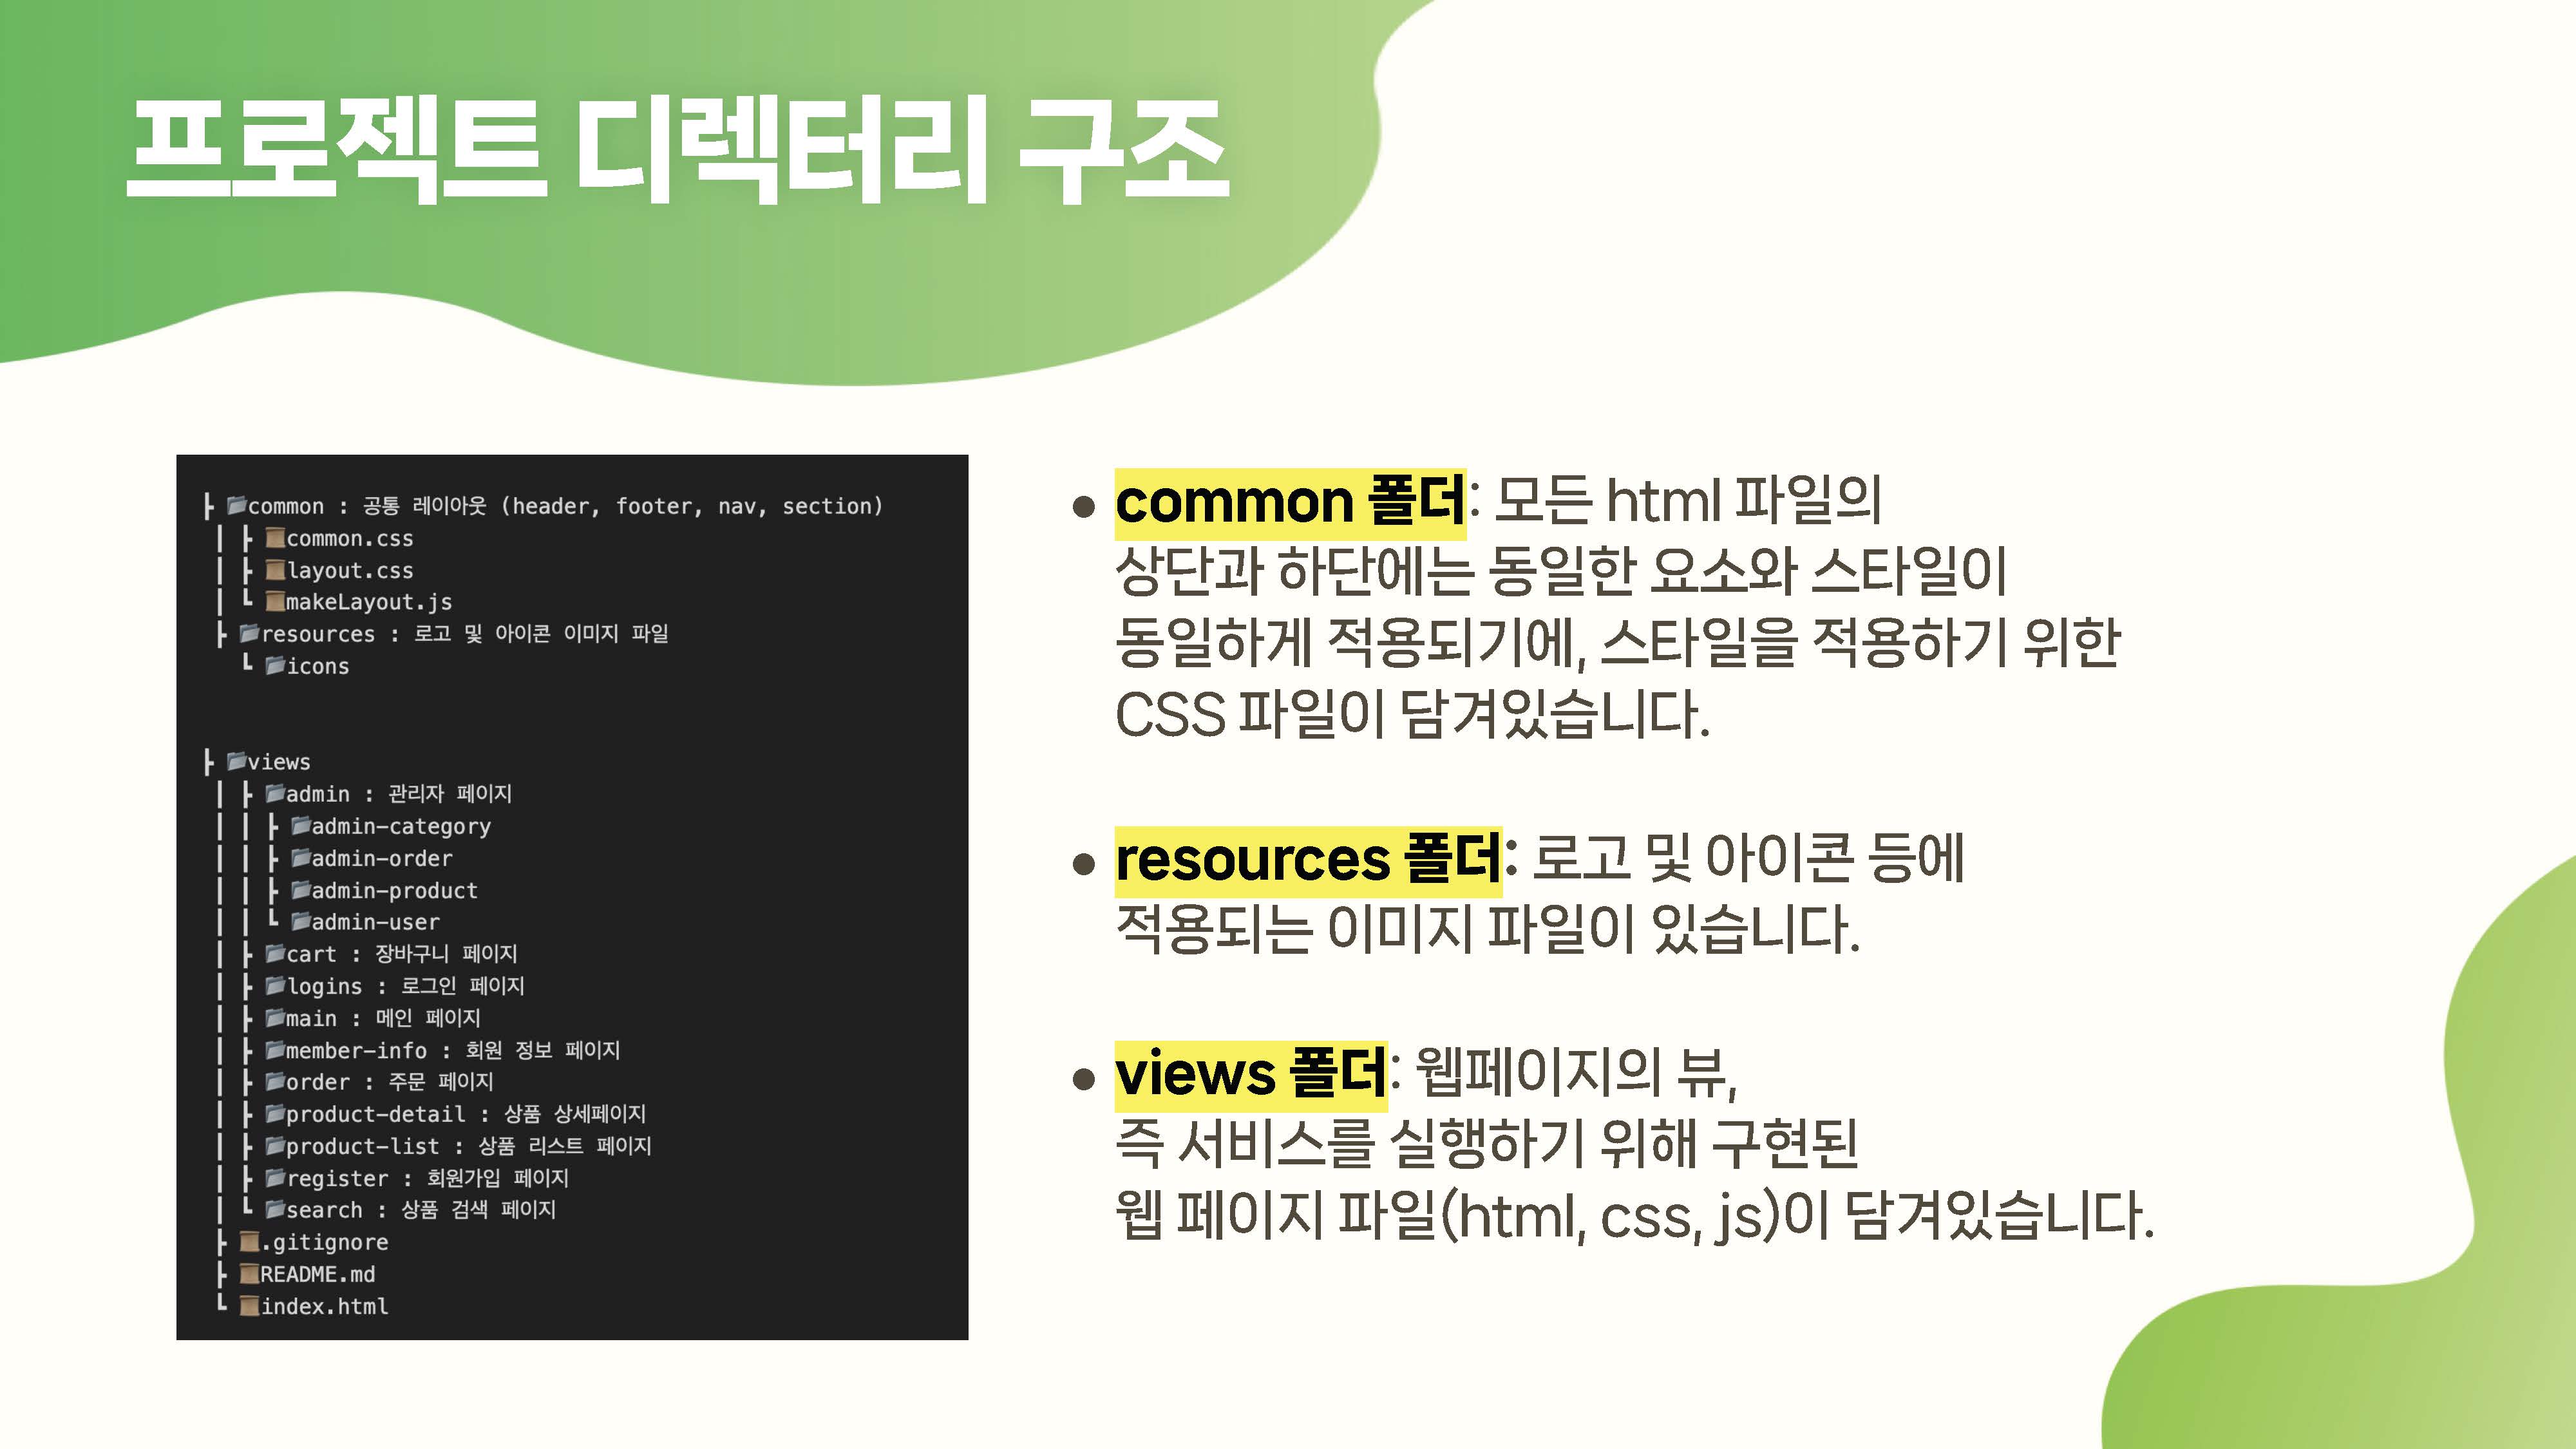 프로젝트 디렉터리 구조
┣ 📂common : 공통 레이아웃 (header, footer, nav, section)
┃ ┣ 📜common.css
┃ ┣ 📜layout.css
┃ ┗ 📜makeLayout.js
┣ 📂resources : 로고 및 아이콘 이미지 파일
┗ 📂icons
┣ 📂views
┃ ┣ 📂admin : 관리자 페이지
┃ ┃ ┣ 📂admin-category
┃ ┃ ┣ 📂admin-order
┃ ┃ ┣ 📂admin-product
┃ ┃ ┗ 📂admin-user
┃ ┣ 📂cart : 장바구니 페이지
┃ ┣ 📂logins : 로그인 페이지
┃ ┣ 📂main : 메인 페이지
┃ ┣ 📂member-info : 회원 정보 페이지
┃ ┣ 📂order : 주문 페이지
┃ ┣ 📂product-detail : 상품 상세페이지
┃ ┣ 📂product-list : 상품 리스트 페이지
┃ ┣ 📂register : 회원가입 페이지
┃ ┗ 📂search : 상품 검색 페이지
┣ 📜.gitignore
┣ 📜README.md
┗ 📜index.html
• common 폴더: 모든 html 파일의
상단과 하단에는 동일한 요소와 스타일이
동일하게 적용되기에, 스타일을 적용하기 위한
CSS 파일이 담겨있습니다.
• resources 폴더: 로고 및 아이콘 등에
적용되는 이미지 파일이 있습니다.
• views 폴더: 웹페이지의 뷰,
즉 서비스를 실행하기 위해 구현된
웹 페이지 파일(html, css, js)이 담겨있습니다.